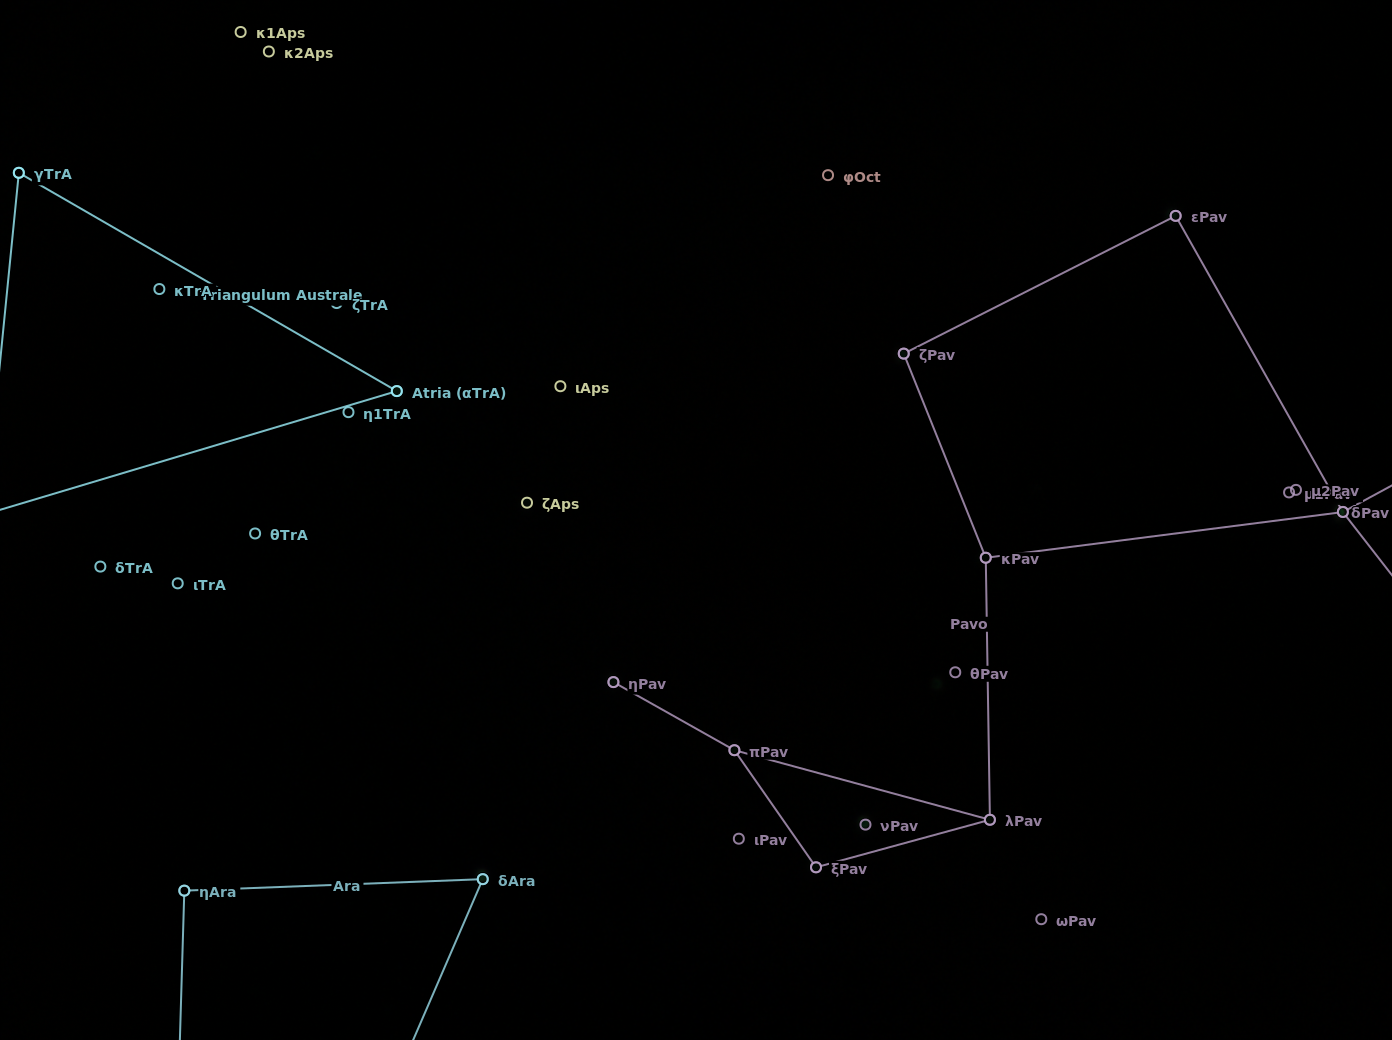 κ1Aps
κ2Aps
γTrA
φOct
εPav
κTrA
Triangulum Australe
ζTrA
ζPav
Atria (αTrA)
ιAps
η1TrA
μ2Pav
ζAps
δPav
θTrA
κPav
δTrA
ιTrA
Pavo
θPav
ηPav
πPav
λPav
νPav
ιPav
ξPav
δAra
Ara
ηAra
ωPav